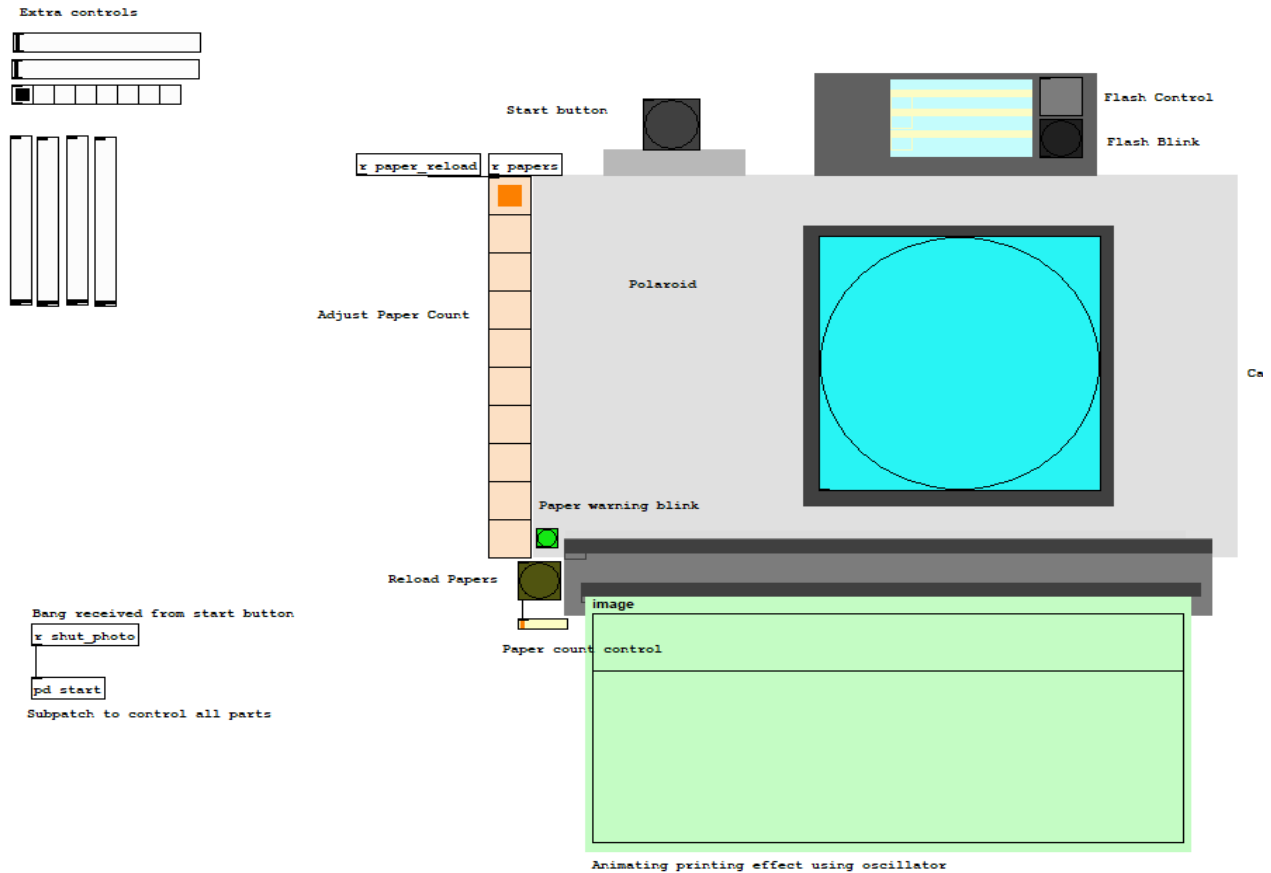 Extra controls
Start button
Flash Control
Flash Blink
r paper_reload
r papers
Polaroid
Adjust Paper Count
Ca
Paper warning blink
Reload Papers
image
Bang received from start button
r shut_photo
Paper count control
pd start
Subpatch to control all parts
Animating printing effect using oscillator